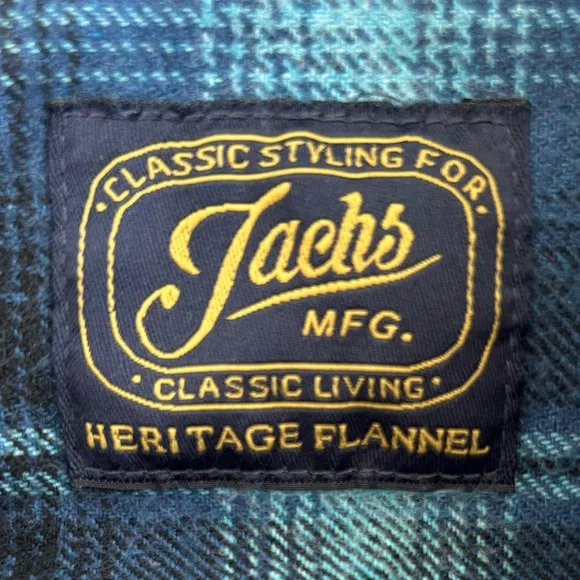 CLASSIC STYLING FOR
Jachs
MFG.
CLASSIC LIVING
HERITAGE FLANNEL